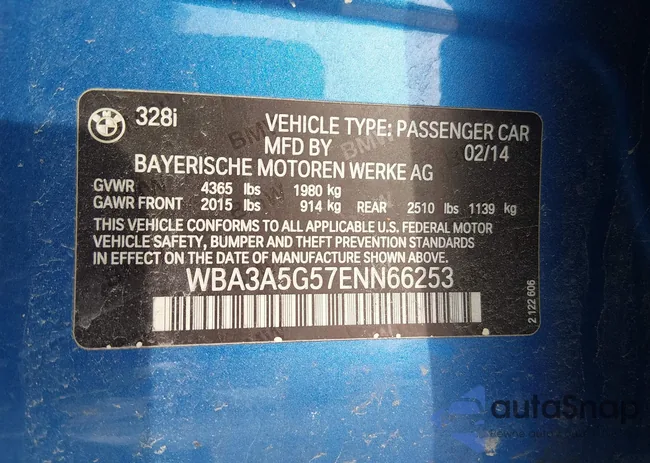 328i
VEHICLE TYPE: PASSENGER CAR
MFD BY 02/14
BAYERISCHE MOTOREN WERKE AG
GVWR 4365 lbs 1980 kg
GAWR FRONT 2015 lbs 914 kg REAR 2510 lbs 1139 kg
THIS VEHICLE CONFORMS TO ALL APPLICABLE U.S. FEDERAL MOTOR
VEHICLE SAFETY, BUMPER AND THEFT PREVENTION STANDARDS
IN EFFECT ON THE DATE OF MANUFACTURE SHOWN ABOVE.
WBA3A5G57ENN66253
2 122 606
autoSnap